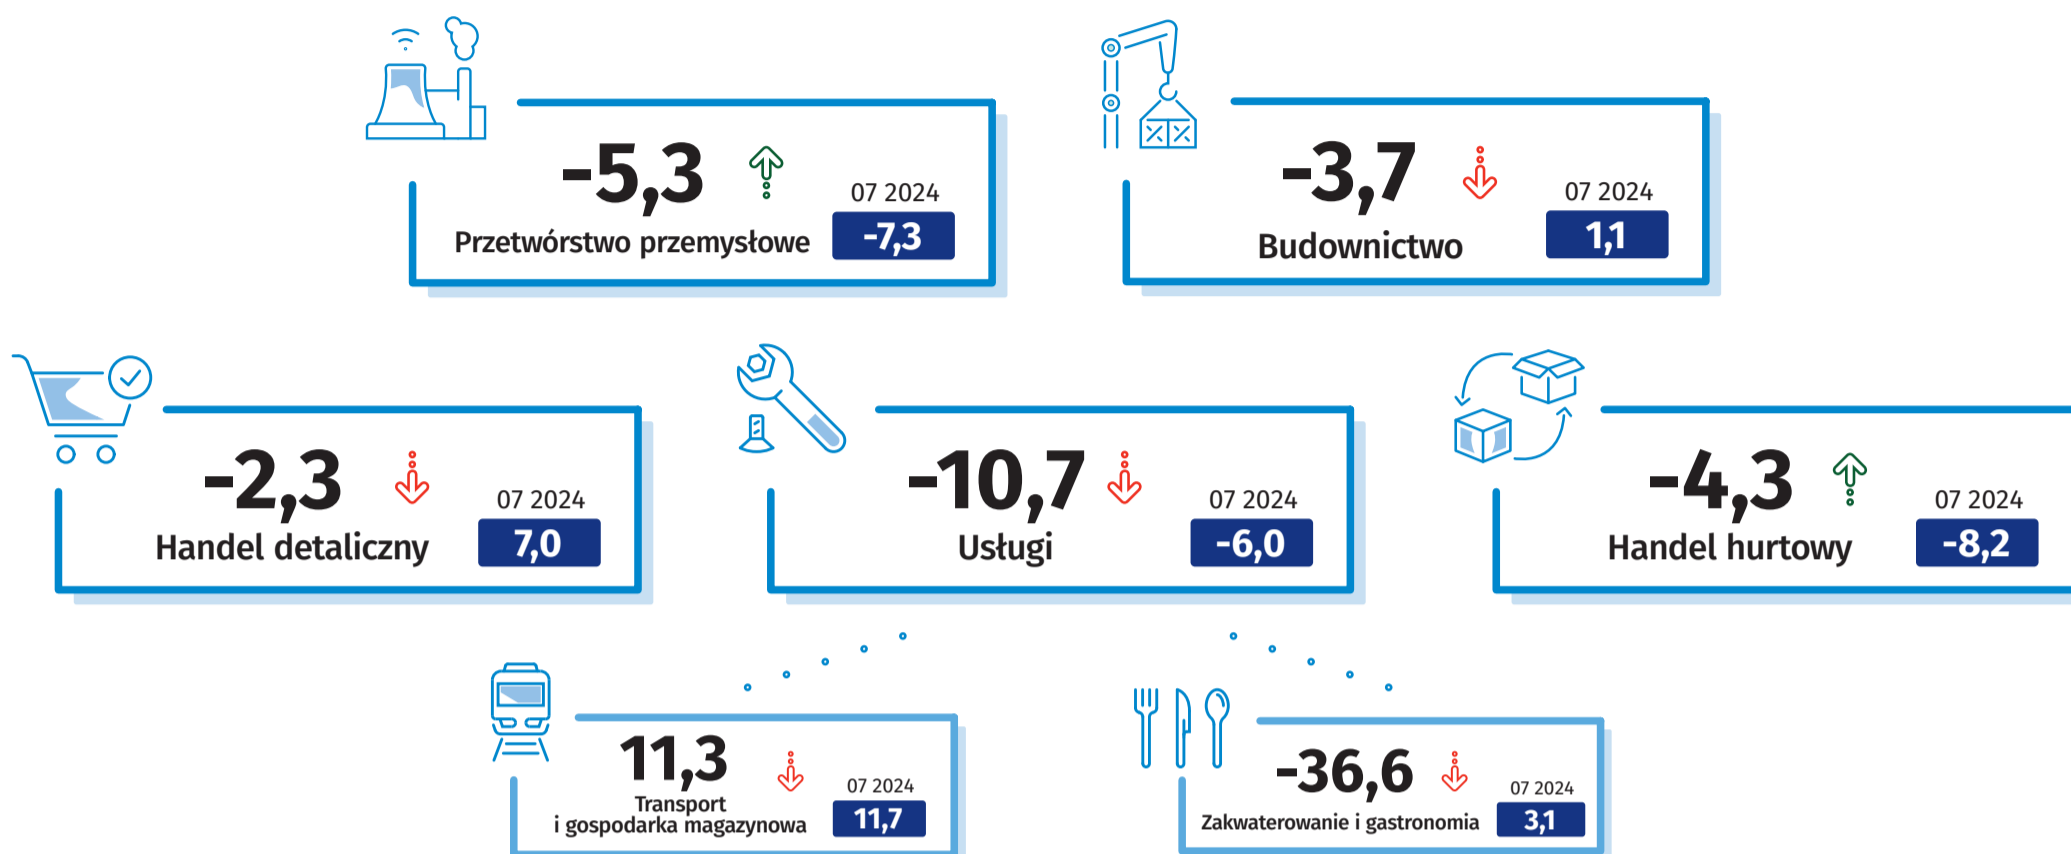 -5,3
07 2024
Przetwórstwo przemysłowe
-7,3
-3,7
07 2024
Budownictwo
1,1
-2,3
07 2024
Handel detaliczny
7,0
-10,7
07 2024
Usługi
-6,0
-4,3
07 2024
Handel hurtowy
-8,2
11,3
07 2024
Transport
i gospodarka magazynowa
11,7
-36,6
07 2024
Zakwaterowanie i gastronomia
3,1